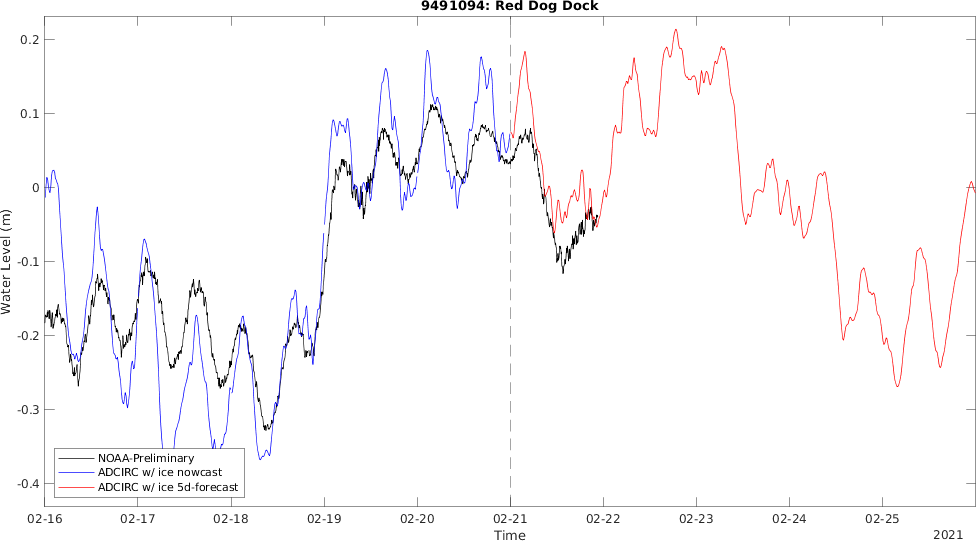 9491094: Red Dog Dock
0.2
0.1
0
-0.1
-0.2
-0.3
-0.4
Water Level (m)
NOAA-Preliminary
ADCIRC w/ ice nowcast
ADCIRC w/ ice 5d-forecast
02-16 02-17 02-18 02-19 02-20 02-21 02-22 02-23 02-24 02-25
Time
2021